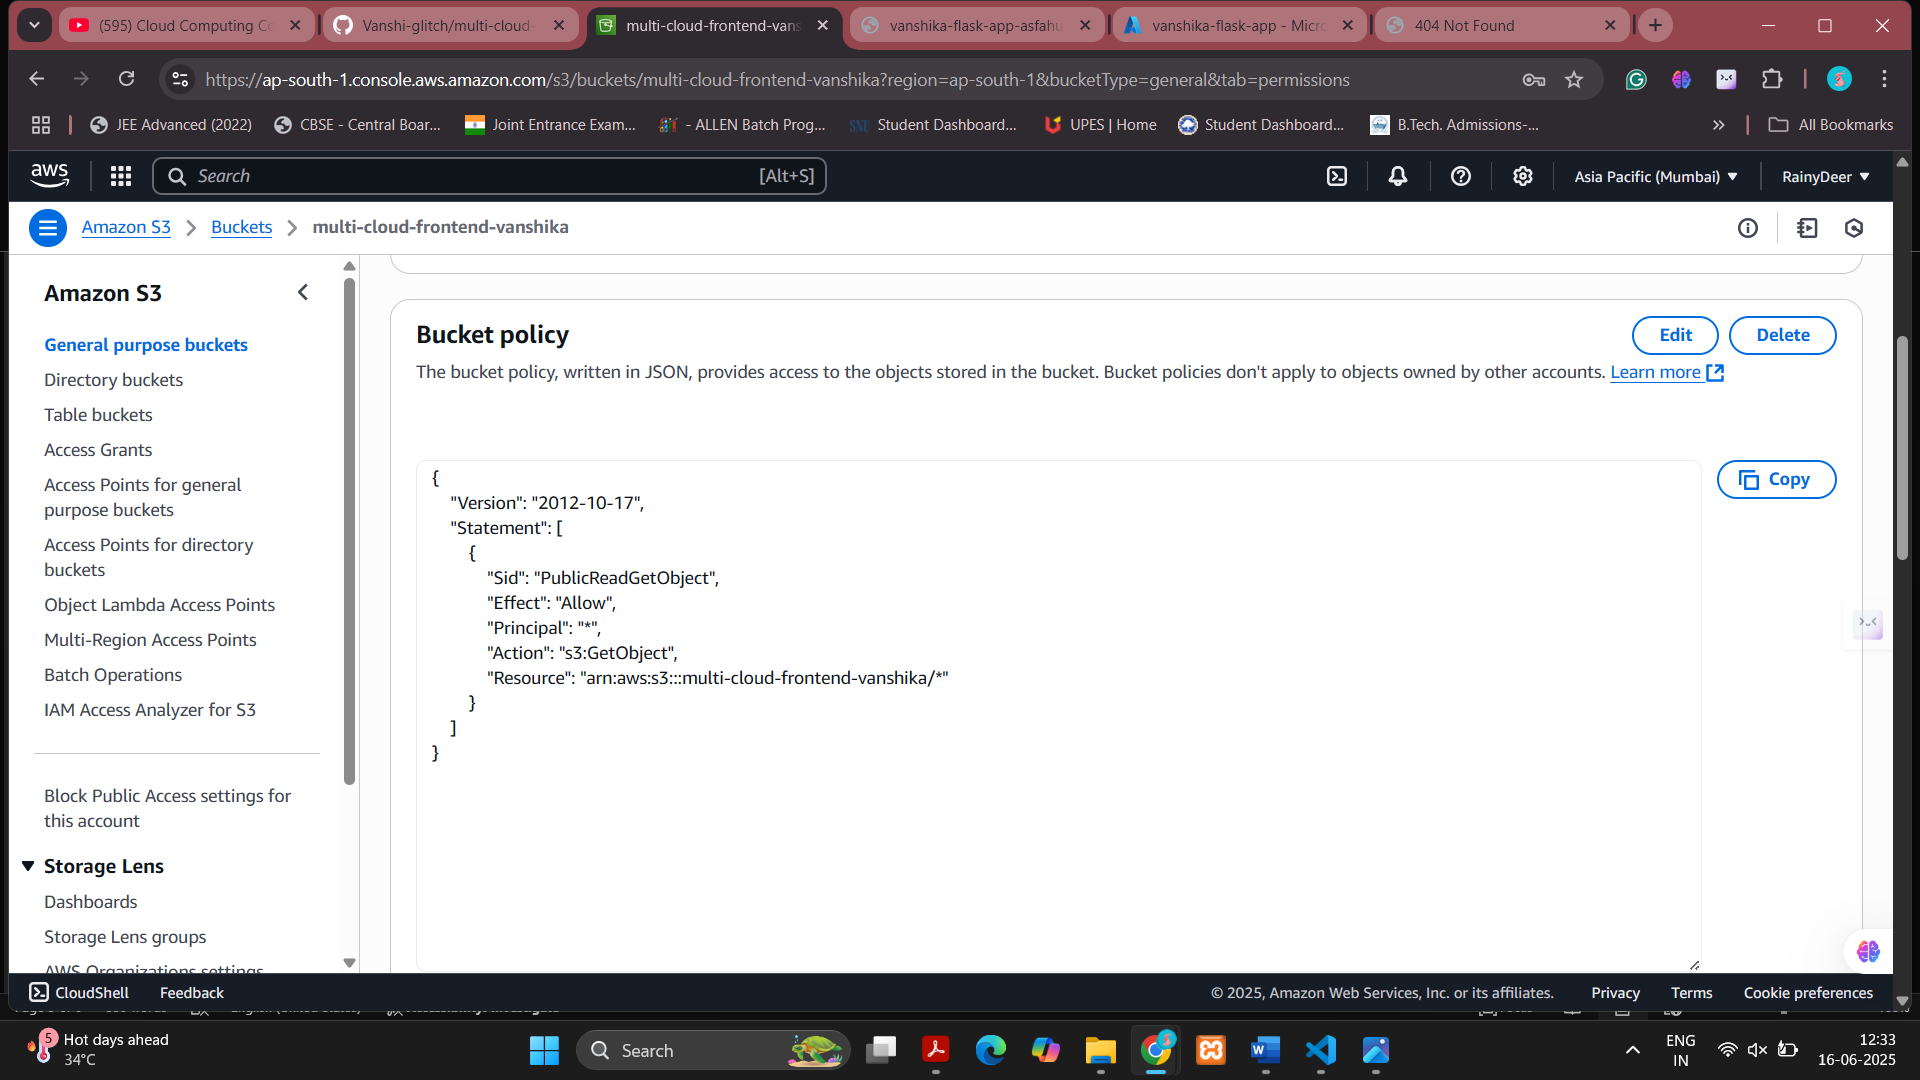 (595) Cloud Computing Co
Vanshi-glitch/multi-cloud-
multi-cloud-frontend-vans
vanshika-flask-app-asfahu
vanshika-flask-app - Micro
404 Not Found
https://ap-south-1.console.aws.amazon.com/s3/buckets/multi-cloud-frontend-vanshika?region=ap-south-1&bucketType=general&tab=permissions
JEE Advanced (2022)
CBSE - Central Boar...
Joint Entrance Exam...
- ALLEN Batch Prog...
SNU
Student Dashboard...
UPES | Home
Student Dashboard...
B.Tech. Admissions-...
All Bookmarks
aws
Search
[Alt+S]
Asia Pacific (Mumbai)
RainyDeer
Amazon S3
Buckets
multi-cloud-frontend-vanshika
Amazon S3
General purpose buckets
Directory buckets
Table buckets
Access Grants
Access Points for general
purpose buckets
Access Points for directory
buckets
Object Lambda Access Points
Multi-Region Access Points
Batch Operations
IAM Access Analyzer for S3
Block Public Access settings for
this account
Storage Lens
Dashboards
Storage Lens groups
AWS Organizations settings
Bucket policy
Edit
Delete
The bucket policy, written in JSON, provides access to the objects stored in the bucket. Bucket policies don't apply to objects owned by other accounts. Learn more
Copy
{
"Version": "2012-10-17",
"Statement": [
{
"Sid": "PublicReadGetObject",
"Effect": "Allow",
"Principal": "*",
"Action": "s3:GetObject",
"Resource": "arn:aws:s3:::multi-cloud-frontend-vanshika/*"
}
]
}
CloudShell
Feedback
© 2025, Amazon Web Services, Inc. or its affiliates.
Privacy
Terms
Cookie preferences
5
Hot days ahead
34°C
Search
ENG
IN
12:33
16-06-2025